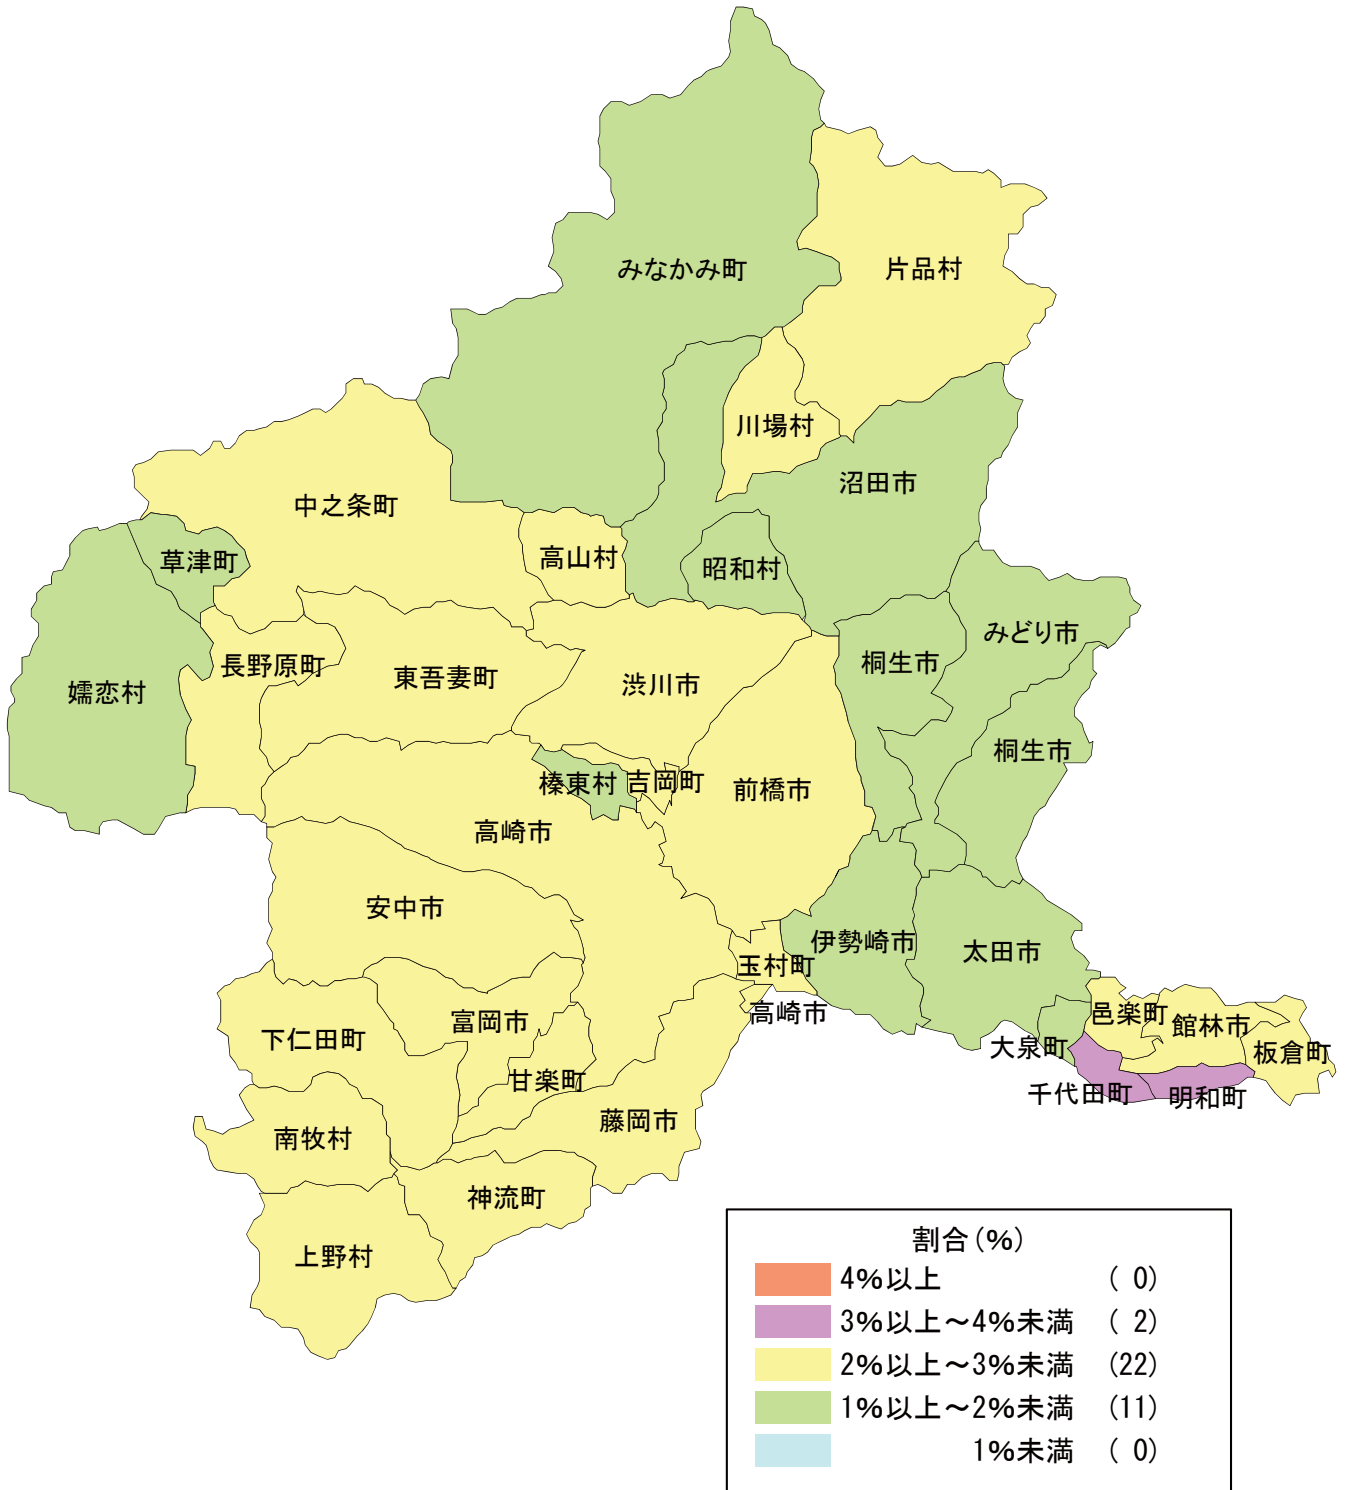 みなかみ町
片品村
川場村
沼田市
中之条町
高山村
草津町
昭和村
みどり市
桐生市
長野原町
東吾妻町
渋川市
嬬恋村
桐生市
榛東村
吉岡町
前橋市
高崎市
安中市
伊勢崎市
太田市
玉村町
高崎市
邑楽町
館林市
大泉町
板倉町
千代田町
明和町
富岡市
下仁田町
甘楽町
藤岡市
南牧村
神流町
上野村
割合(%)
4%以上 ( 0)
3%以上～4%未満 ( 2)
2%以上～3%未満 (22)
1%以上～2%未満 (11)
1%未満 ( 0)